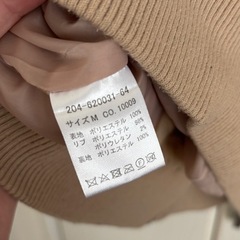 204-620031-64
サイズM CO.10009
表地 ポリエステル 100%
リブ ポリエステル 98%
ポリウレタン 2%
裏地 ポリエステル 100%